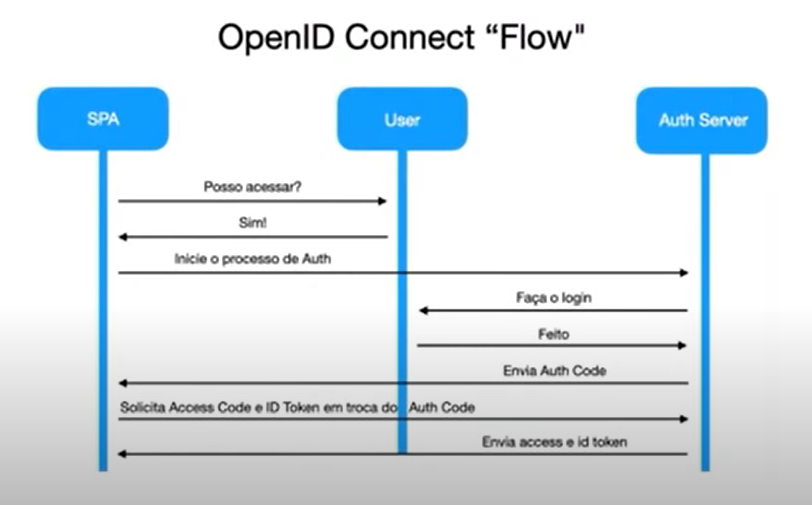 OpenID Connect “Flow"
SPA
User
Auth Server
Posso acessar?
Sim!
Inicie o processo de Auth
Faça o login
Feito
Envia Auth Code
Solicita Access Code e ID Token em troca do Auth Code
Envia access e id token